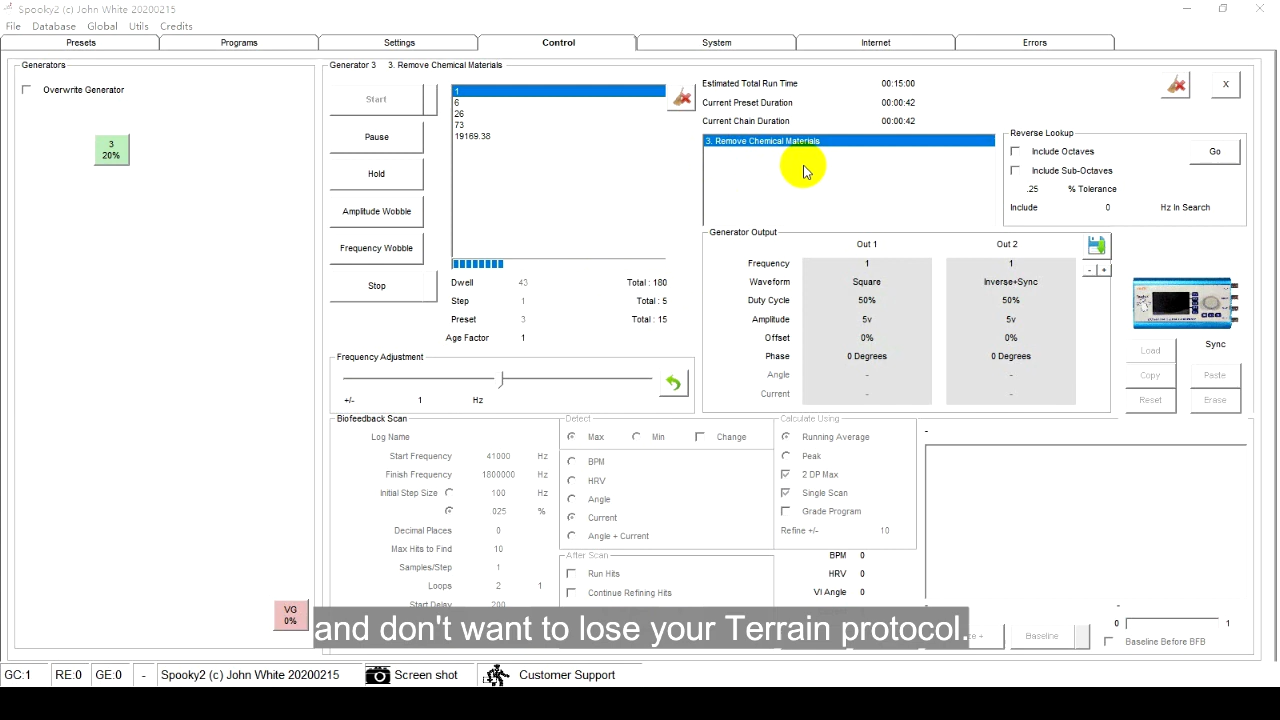 Spooky2 (c) John White 20200215
File Database Global Utils Credits
Presets Programs Settings Control System Internet Errors
Generators
Overwrite Generator
3
20%
VG
0%
Generator 3 3. Remove Chemical Materials
Start
Pause
Hold
Amplitude Wobble
Frequency Wobble
Stop
1
6
26
73
19169.38
Dwell 43 Total : 180
Step 1 Total : 5
Preset 3 Total : 15
Age Factor 1
Estimated Total Run Time 00:15:00
Current Preset Duration 00:00:42
Current Chain Duration 00:00:42
3. Remove Chemical Materials
X
Reverse Lookup
Include Octaves Go
Include Sub-Octaves
.25 % Tolerance
Include 0 Hz In Search
Generator Output
Out 1 Out 2
Frequency 1 1
Waveform Square Inverse+Sync
Duty Cycle 50% 50%
Amplitude 5v 5v
Offset 0% 0%
Phase 0 Degrees 0 Degrees
Angle - -
Current - -
- +
Sync
Load
Copy Paste
Reset Erase
Frequency Adjustment
+/- 1 Hz
Biofeedback Scan
Log Name
Start Frequency 41000 Hz
Finish Frequency 1800000 Hz
Initial Step Size 100 Hz
025 %
Decimal Places 0
Max Hits to Find 10
Samples/Step 1
Loops 2 1
Start Delay 200
Detect
Max Min Change
BPM
HRV
Angle
Current
Angle + Current
After Scan
Run Hits
Continue Refining Hits
Calculate Using
Running Average
Peak
2 DP Max
Single Scan
Grade Program
Refine +/- 10
BPM 0
HRV 0
VI Angle 0
-
-
0 1
Baseline Baseline Before BFB
and don't want to lose your Terrain protocol.
GC:1 RE:0 GE:0 - Spooky2 (c) John White 20200215 Screen shot Customer Support